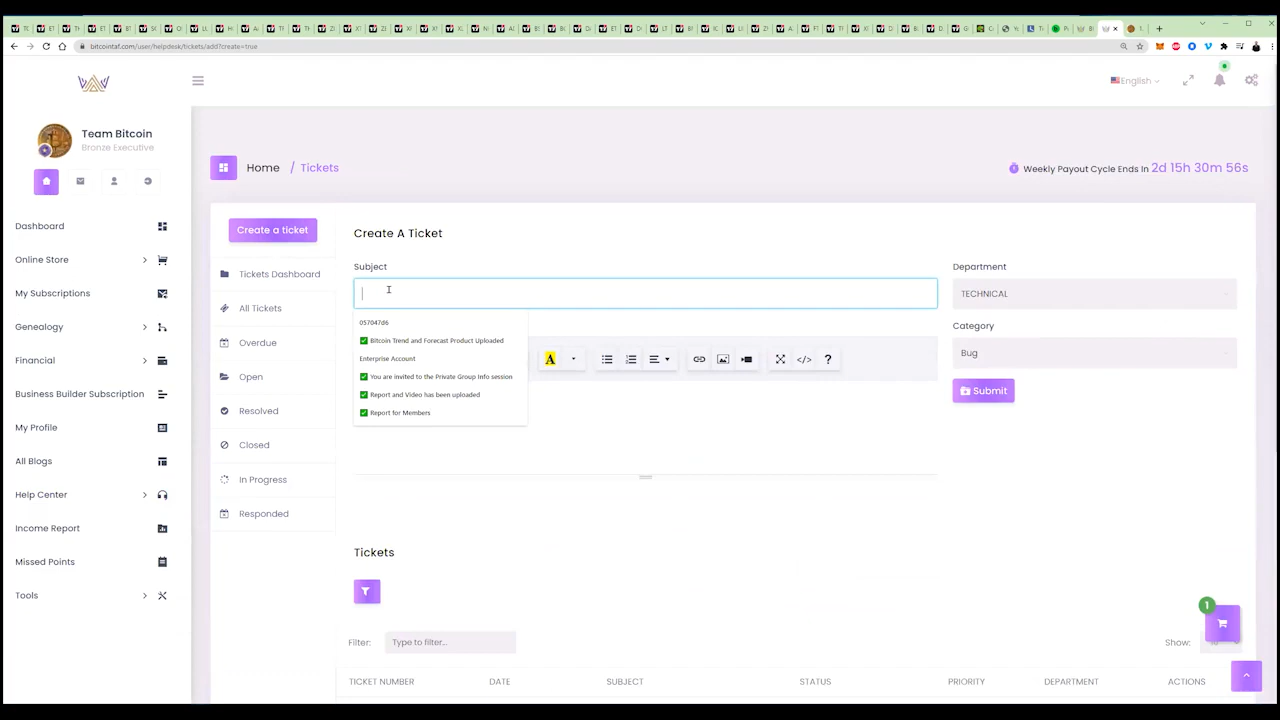 bitcointaf.com/user/helpdesk/tickets/add?create=true
English
Team Bitcoin
Bronze Executive
Home / Tickets
Weekly Payout Cycle Ends In 2d 15h 30m 56s
Dashboard
Online Store
My Subscriptions
Genealogy
Financial
Business Builder Subscription
My Profile
All Blogs
Help Center
Income Report
Missed Points
Tools
Create a ticket
Tickets Dashboard
All Tickets
Overdue
Open
Resolved
Closed
In Progress
Responded
Create A Ticket
Subject
057047d6
✅ Bitcoin Trend and Forecast Product Uploaded
Enterprise Account
✅ You are invited to the Private Group Info session
✅ Report and Video has been uploaded
✅ Report for Members
A
</>
?
Department
TECHNICAL
Category
Bug
Submit
Tickets
Filter: Type to filter...
Show:
1
TICKET NUMBER DATE SUBJECT STATUS PRIORITY DEPARTMENT ACTIONS